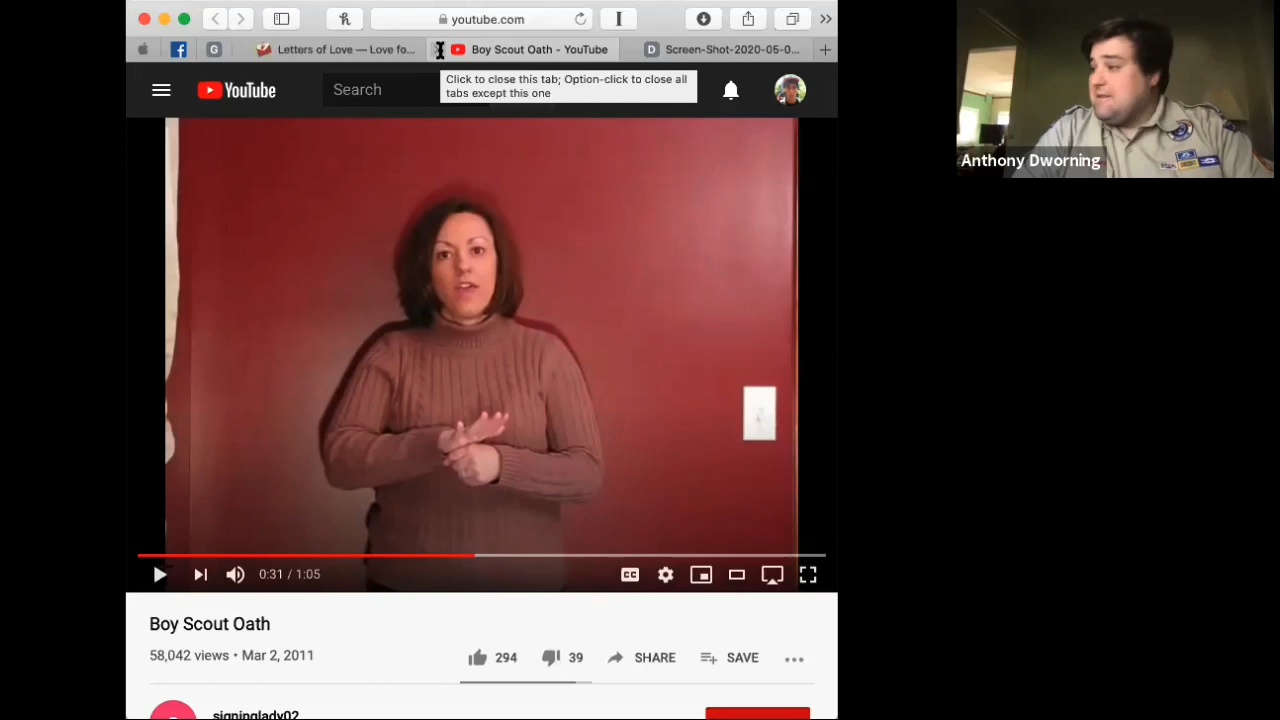 youtube.com
Letters of Love — Love fo...
Boy Scout Oath - YouTube
D Screen-Shot-2020-05-0...
G
Click to close this tab; Option-click to close all
tabs except this one
YouTube
Search
Anthony Dworning
0:31 / 1:05
CC
Boy Scout Oath
58,042 views • Mar 2, 2011
294
39
SHARE
SAVE
signinglady02